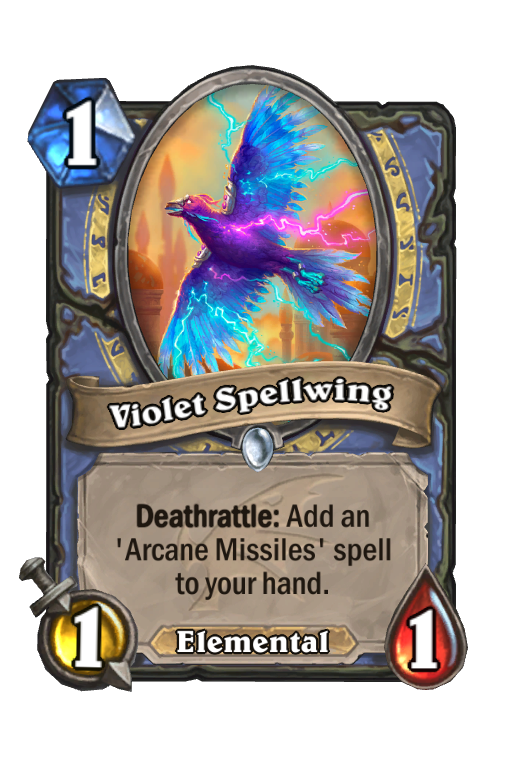 1
Violet Spellwing
Deathrattle: Add an
'Arcane Missiles' spell
to your hand.
1
Elemental
1